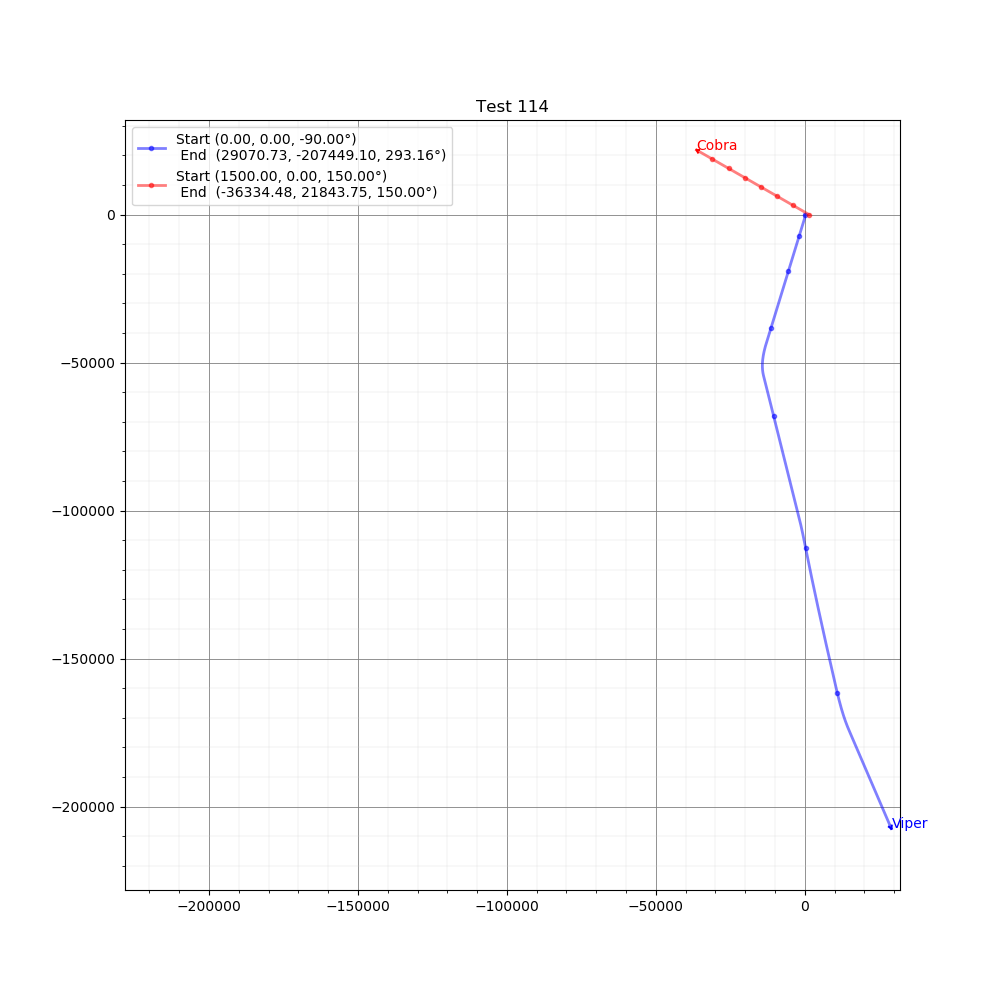 Test 114
Start (0.00, 0.00, -90.00°)
End  (29070.73, -207449.10, 293.16°)
Start (1500.00, 0.00, 150.00°)
End  (-36334.48, 21843.75, 150.00°)
Cobra
0
−50000
−100000
−150000
−200000
Viper
−200000
−150000
−100000
−50000
0